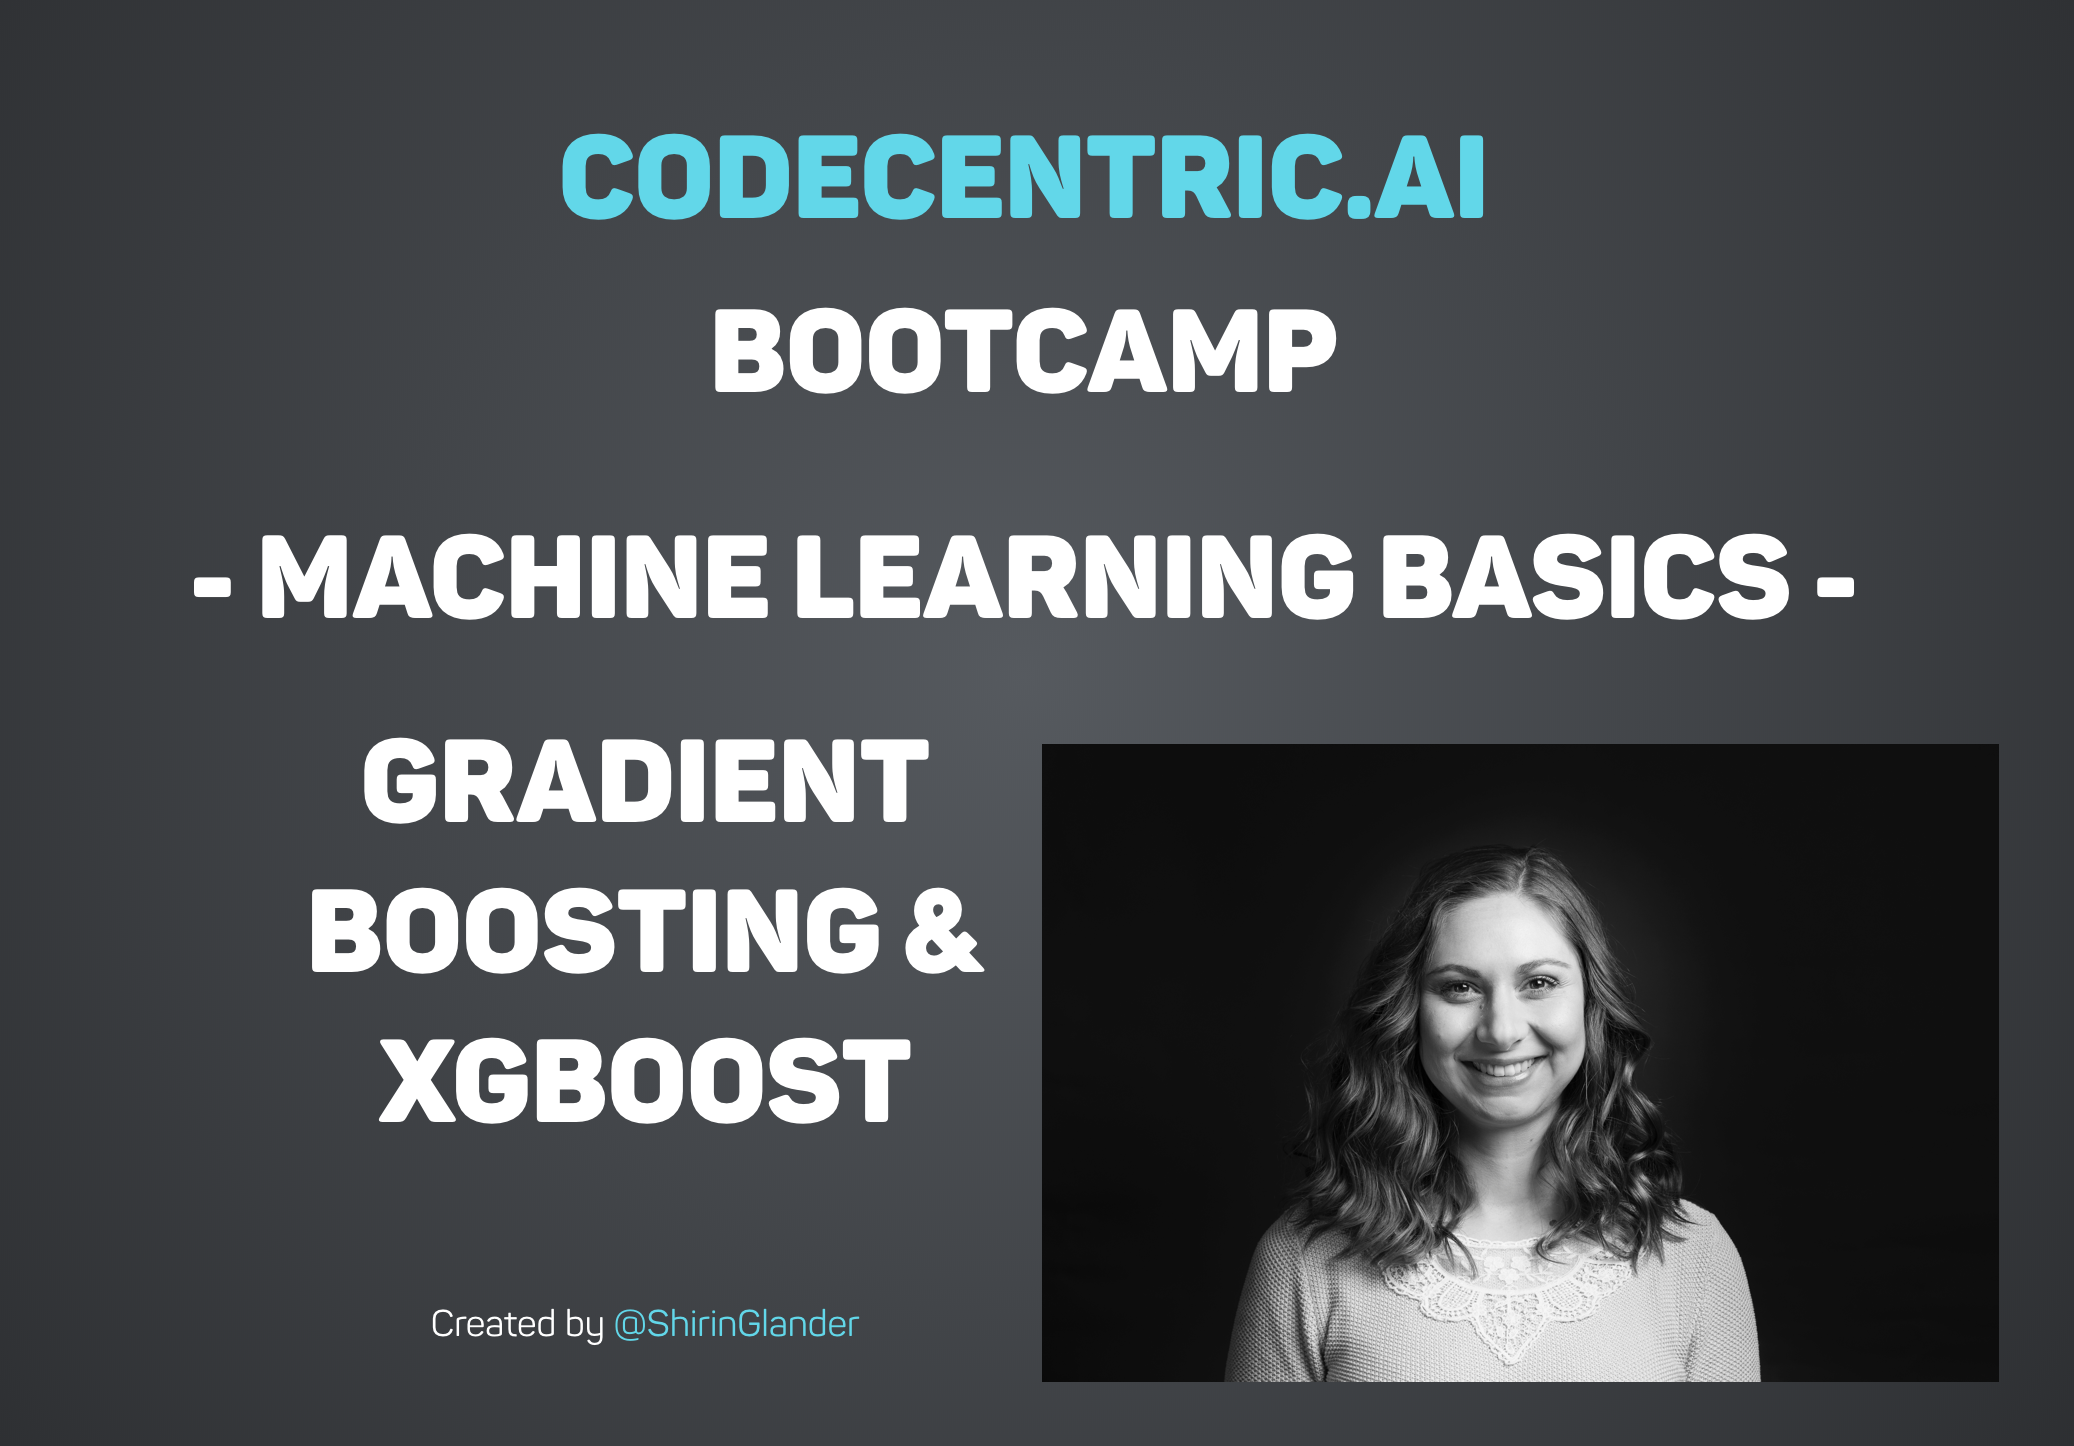 CODECENTRIC.AI
BOOTCAMP
- MACHINE LEARNING BASICS -
GRADIENT
BOOSTING &
XGBOOST
Created by @ShirinGlander